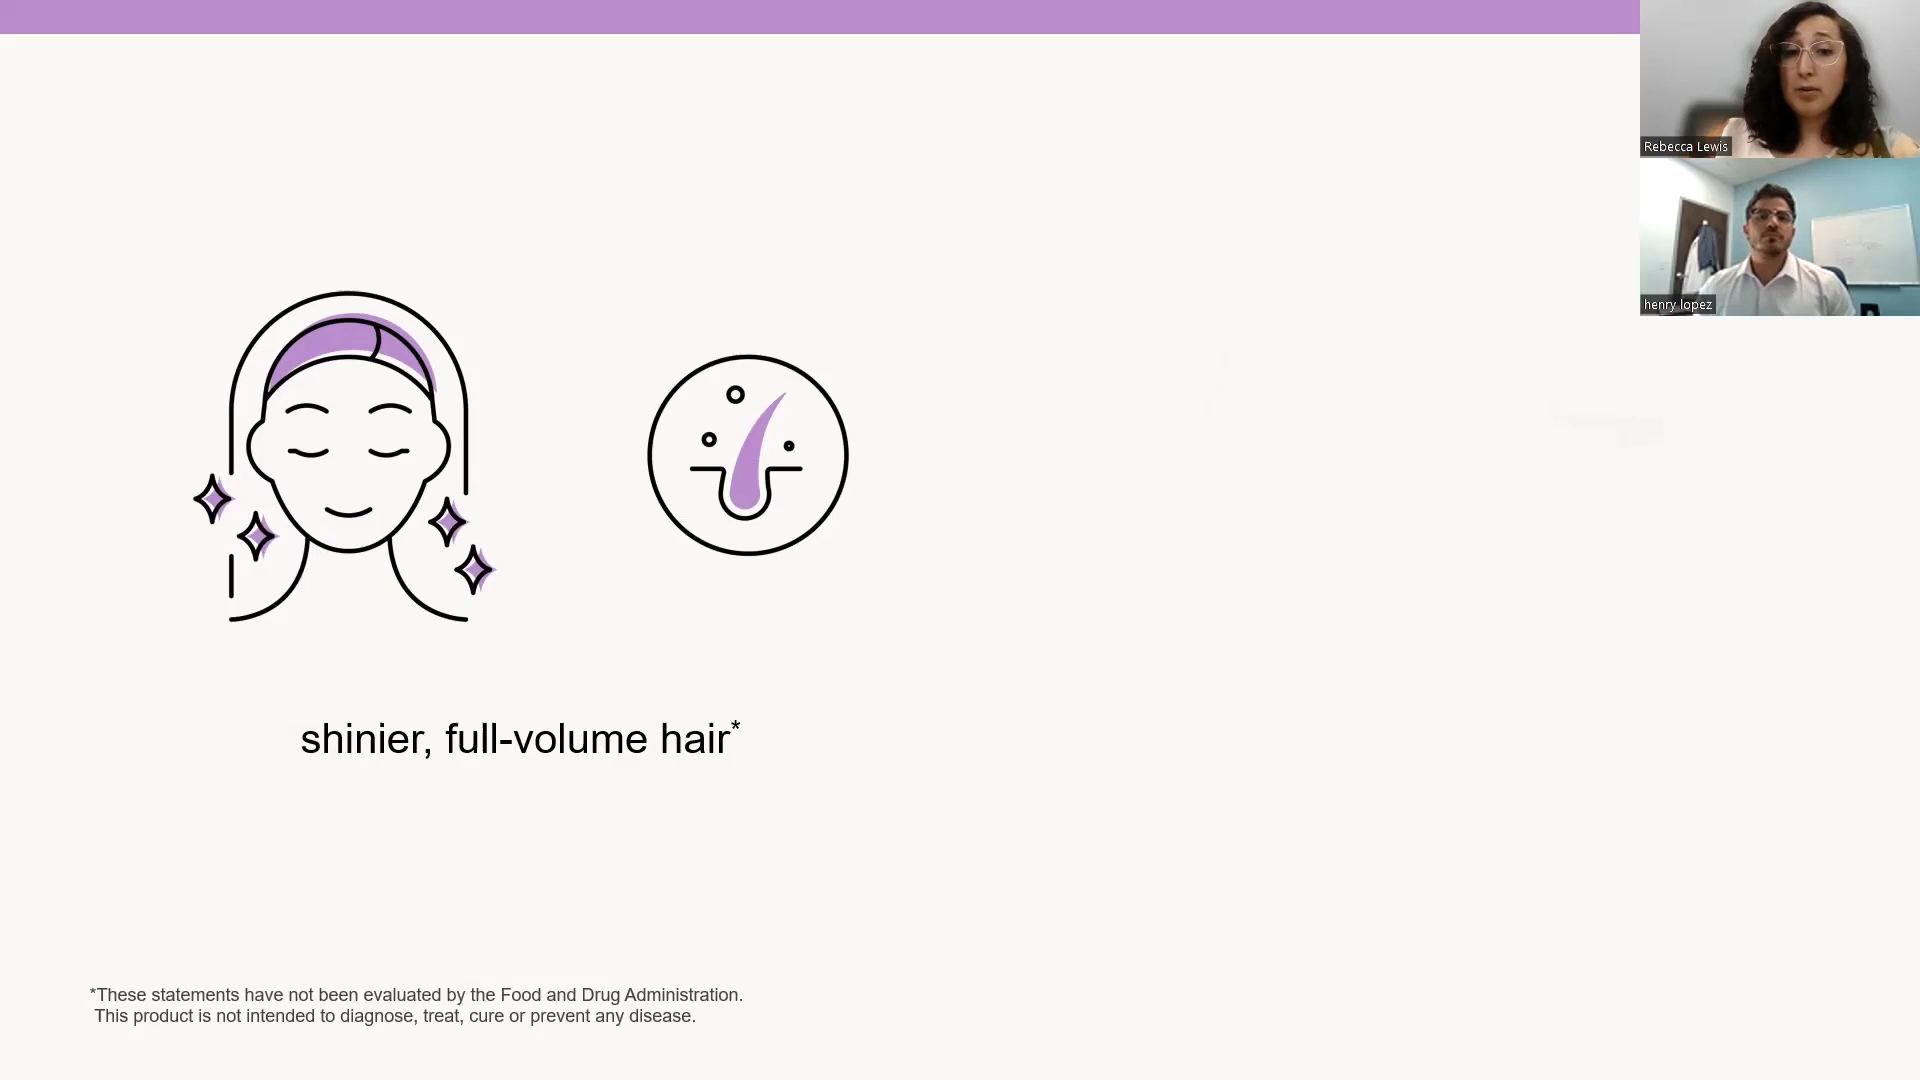 Rebecca Lewis
henry lopez
shinier, full-volume hair*
*These statements have not been evaluated by the Food and Drug Administration.
This product is not intended to diagnose, treat, cure or prevent any disease.